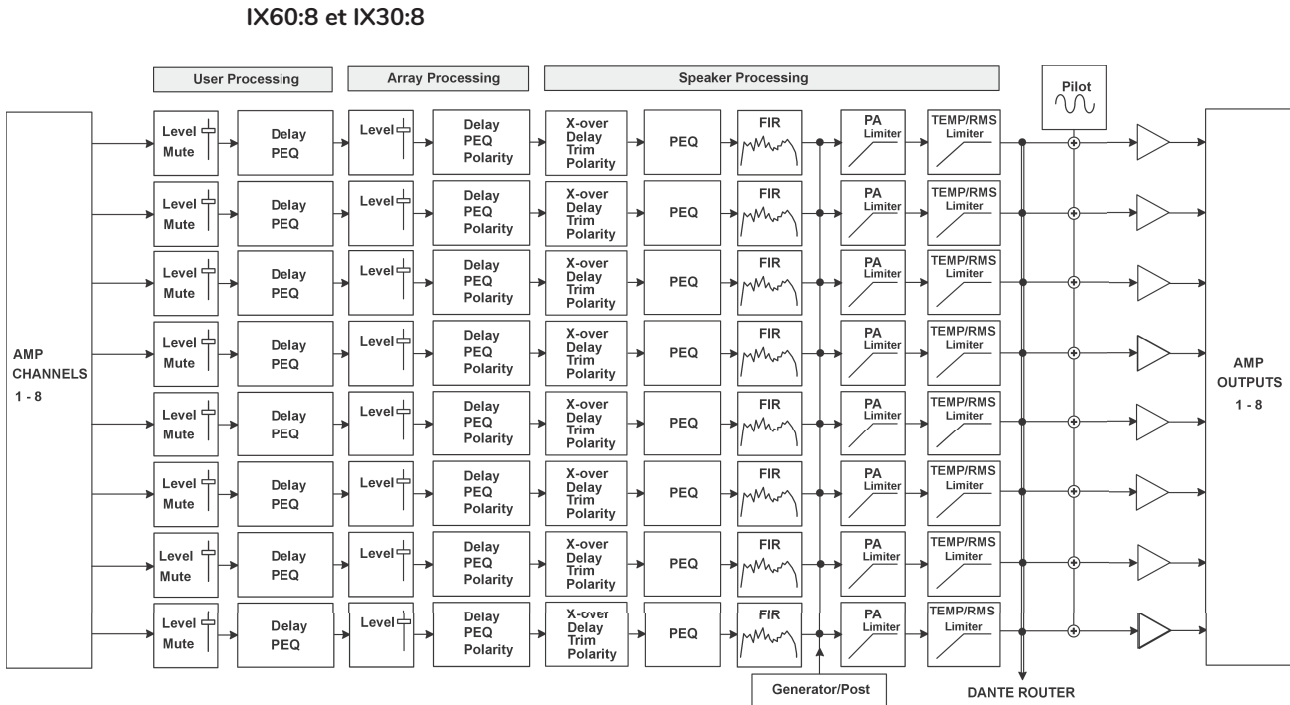 IX60:8 et IX30:8
User Processing
Array Processing
Speaker Processing
Pilot
AMP
CHANNELS
1 - 8
Level
Mute
Delay
PEQ
Level
Delay
PEQ
Polarity
X-over
Delay
Trim
Polarity
PEQ
FIR
PA
Limiter
TEMP/RMS
Limiter
Level
Mute
Delay
PEQ
Level
Delay
PEQ
Polarity
X-over
Delay
Trim
Polarity
PEQ
FIR
PA
Limiter
TEMP/RMS
Limiter
Level
Mute
Delay
PEQ
Level
Delay
PEQ
Polarity
X-over
Delay
Trim
Polarity
PEQ
FIR
PA
Limiter
TEMP/RMS
Limiter
Level
Mute
Delay
PEQ
Level
Delay
PEQ
Polarity
X-over
Delay
Trim
Polarity
PEQ
FIR
PA
Limiter
TEMP/RMS
Limiter
Level
Mute
Delay
PEQ
Level
Delay
PEQ
Polarity
X-over
Delay
Trim
Polarity
PEQ
FIR
PA
Limiter
TEMP/RMS
Limiter
Level
Mute
Delay
PEQ
Level
Delay
PEQ
Polarity
X-over
Delay
Trim
Polarity
PEQ
FIR
PA
Limiter
TEMP/RMS
Limiter
Level
Mute
Delay
PEQ
Level
Delay
PEQ
Polarity
X-over
Delay
Trim
Polarity
PEQ
FIR
PA
Limiter
TEMP/RMS
Limiter
Level
Mute
Delay
PEQ
Level
Delay
PEQ
Polarity
X-over
Delay
Trim
Polarity
PEQ
FIR
PA
Limiter
TEMP/RMS
Limiter
AMP
OUTPUTS
1 - 8
Generator/Post
DANTE ROUTER